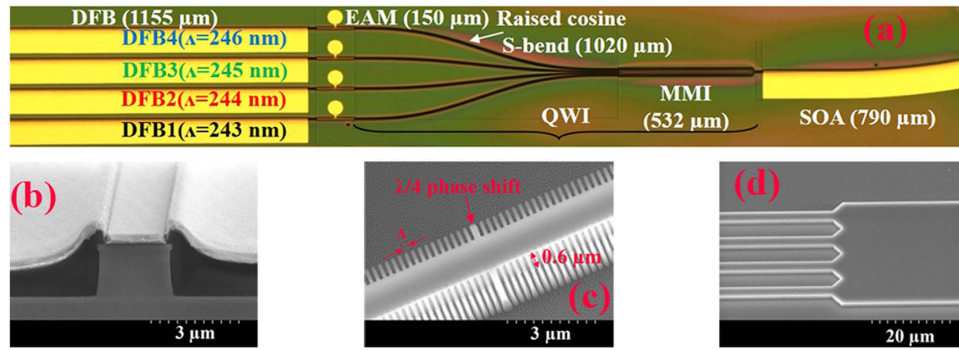 DFB (1155 μm)
EAM (150 μm)
Raised cosine
S-bend (1020 μm)
(a)
DFB4(Λ=246 nm)
DFB3(Λ=245 nm)
DFB2(Λ=244 nm)
DFB1(Λ=243 nm)
QWI
MMI
(532 μm)
SOA (790 μm)
(b)
3 μm
λ/4 phase shift
Λ
0.6 μm
(c)
3 μm
(d)
20 μm